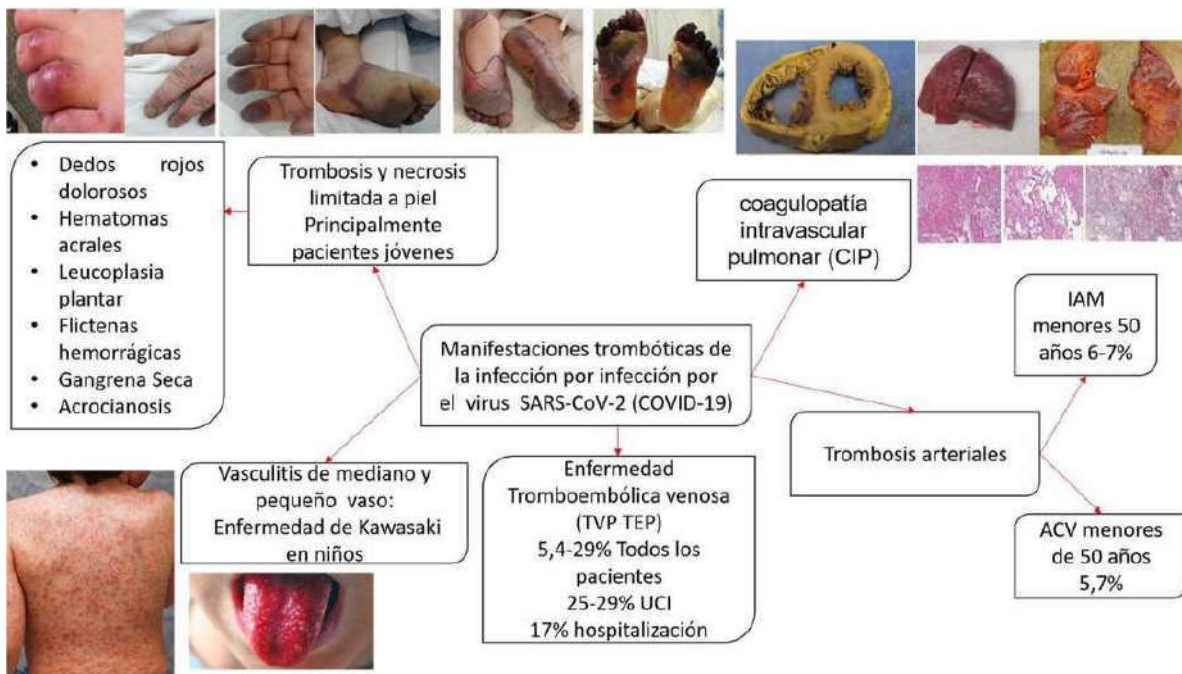 • Dedos rojos
dolorosos
• Hematomas
acrales
• Leucoplasia
plantar
• Flictenas
hemorrágicas
• Gangrena Seca
• Acrocianosis
Trombosis y necrosis
limitada a piel
Principalmente
pacientes jóvenes
coagulopatía
intravascular
pulmonar (CIP)
Manifestaciones trombóticas de
la infección por infección por
el virus SARS-CoV-2 (COVID-19)
IAM
menores 50
años 6-7%
Trombosis arteriales
ACV menores
de 50 años
5,7%
Vasculitis de mediano y
pequeño vaso:
Enfermedad de Kawasaki
en niños
Enfermedad
Tromboembólica venosa
(TVP TEP)
5,4-29% Todos los
pacientes
25-29% UCI
17% hospitalización